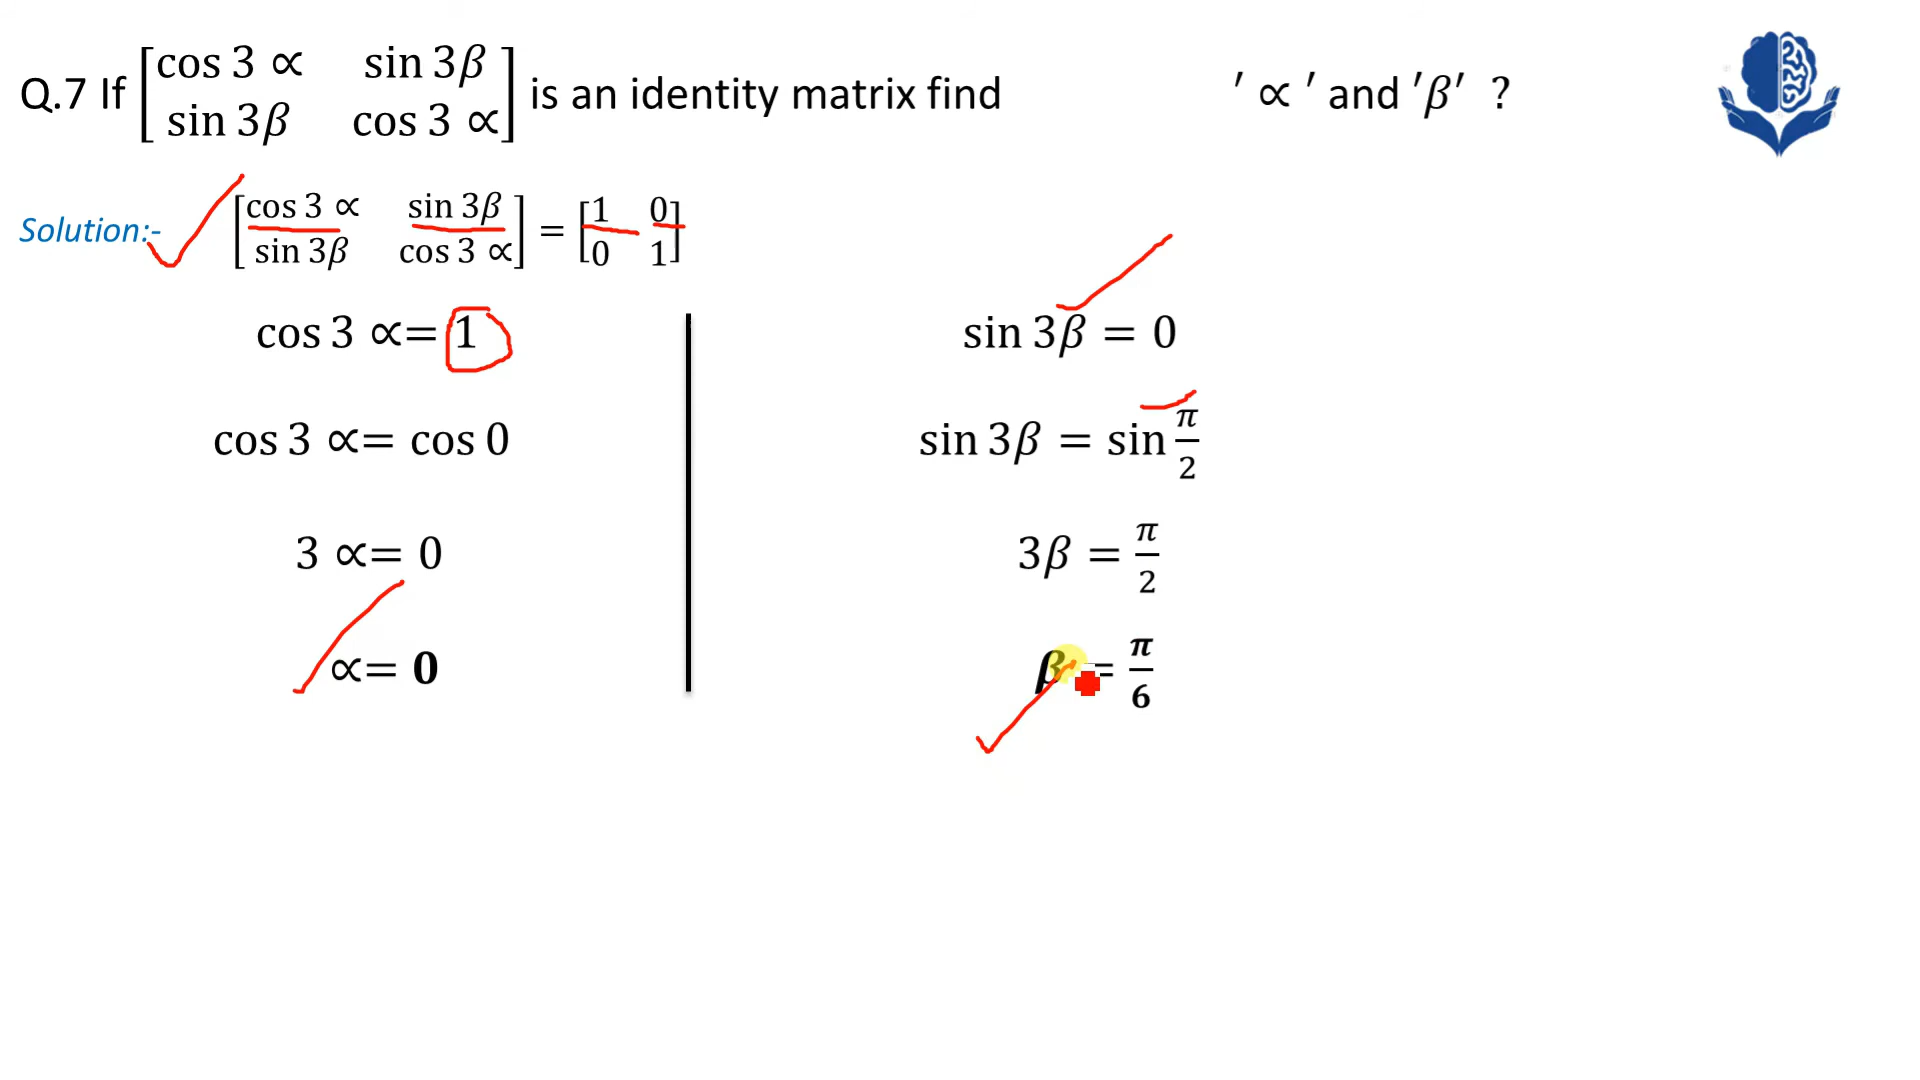 Q.7 If [cos 3 ∝ sin 3β is an identity matrix find ′ ∝ ′ and ′β′ ?
sin 3β cos 3 ∝]
Solution:- [cos 3 ∝ sin 3β = [1 0
sin 3β cos 3 ∝] 0 1]
cos 3 ∝= 1
cos 3 ∝= cos 0
3 ∝= 0
∝= 0
sin 3β = 0
sin 3β = sin π/2
3β = π/2
β = π/6